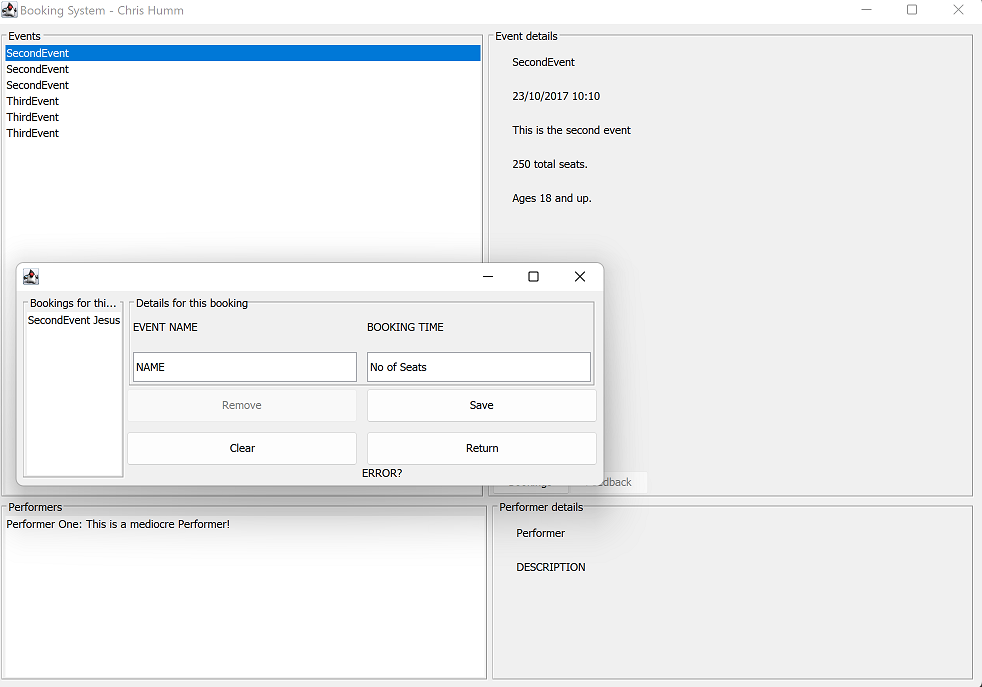 Booking System - Chris Humm
Events
SecondEvent
SecondEvent
SecondEvent
ThirdEvent
ThirdEvent
ThirdEvent
Event details
SecondEvent
23/10/2017 10:10
This is the second event
250 total seats.
Ages 18 and up.
Bookings for thi...
SecondEvent Jesus
Details for this booking
EVENT NAME
BOOKING TIME
NAME
No of Seats
Remove
Save
Clear
Return
ERROR?
Performers
Performer One: This is a mediocre Performer!
Performer details
Performer
DESCRIPTION